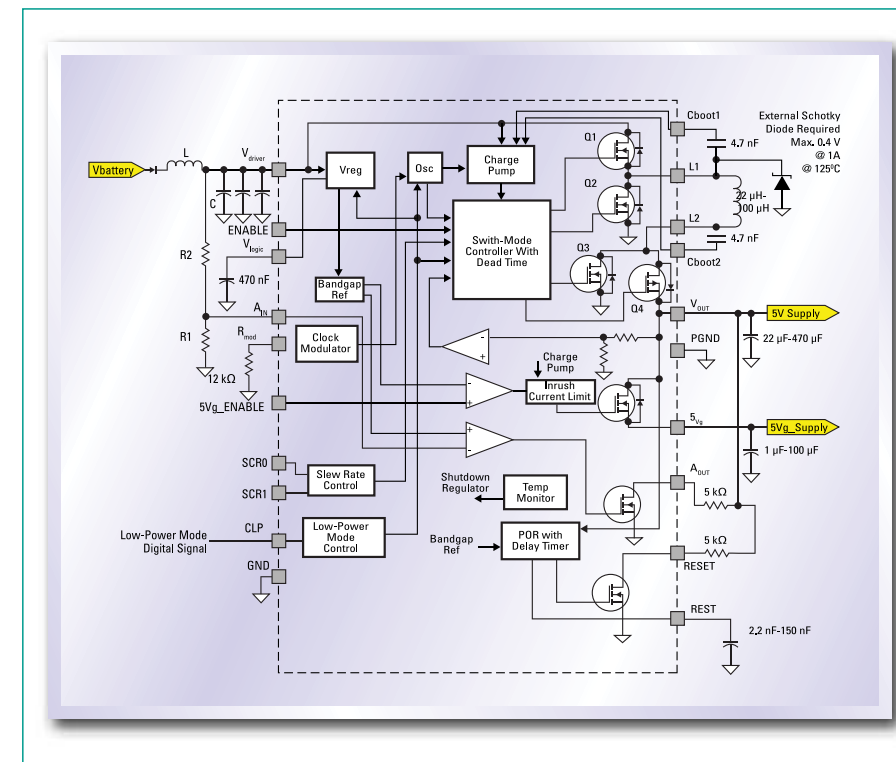 Cboot1
External Schotky
Diode Required
Max. 0.4 V
@ 1A
@ 125ºC
Vbattery
L
Vdriver
Vreg
Osc
Charge
Pump
Q1
4.7 nF
L1
C
Q2
22 µH-
100 µH
ENABLE
Vlogic
Swith-Mode
Controller With
Dead Time
L2
4.7 nF
Cboot2
R2
470 nF
Bandgap
Ref
Q3
Q4
AIN
VOUT
5V Supply
R1
Rmod
Clock
Modulator
-
+
PGND
22 µF-470 µF
12 kΩ
Charge
Pump
-
+
Inrush
Current Limit
5Vg_ENABLE
5Vg
5Vg_Supply
+
-
1 µF-100 µF
SCR0
Slew Rate
Control
SCR1
Shutdown
Regulator
Temp
Monitor
AOUT
5 kΩ
Low-Power Mode
Digital Signal
CLP
Low-Power
Mode
Control
Bandgap
Ref
POR with
Delay Timer
5 kΩ
RESET
GND
REST
2.2 nF-150 nF